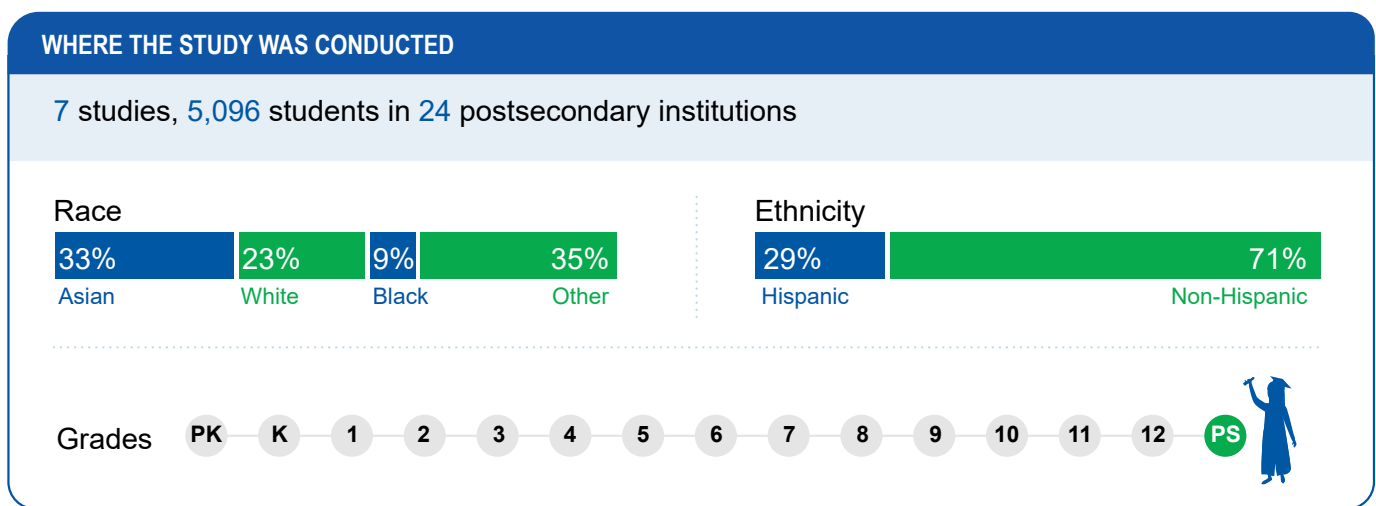 WHERE THE STUDY WAS CONDUCTED
7 studies, 5,096 students in 24 postsecondary institutions
Race
33% 23% 9% 35%
Asian White Black Other
Ethnicity
29% 71%
Hispanic Non-Hispanic
Grades PK K 1 2 3 4 5 6 7 8 9 10 11 12 PS